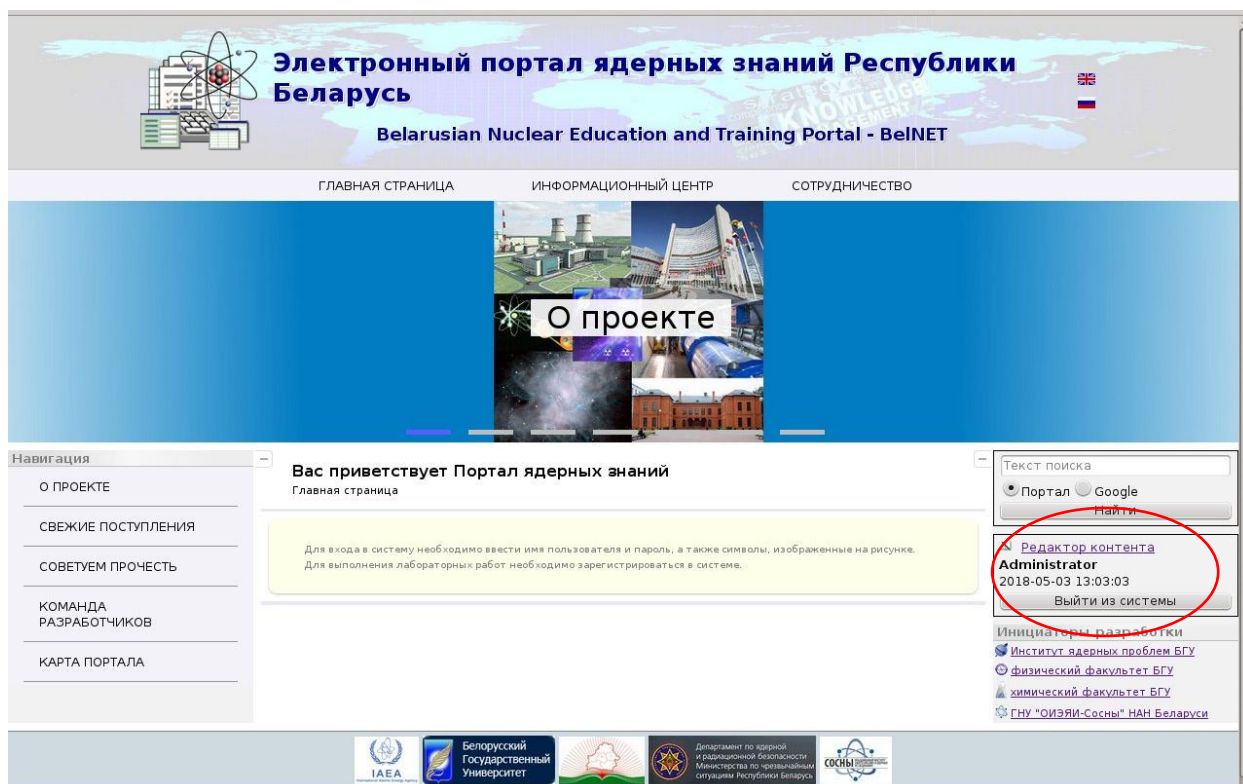 Электронный портал ядерных знаний Республики
Беларусь
Belarusian Nuclear Education and Training Portal - BelNET
KNOWLEDGE
ГЛАВНАЯ СТРАНИЦА
ИНФОРМАЦИОННЫЙ ЦЕНТР
СОТРУДНИЧЕСТВО
О проекте
Навигация
О ПРОЕКТЕ
СВЕЖИЕ ПОСТУПЛЕНИЯ
СОВЕТУЕМ ПРОЧЕСТЬ
КОМАНДА
РАЗРАБОТЧИКОВ
КАРТА ПОРТАЛА
Вас приветствует Портал ядерных знаний
Главная страница
Для входа в систему необходимо ввести имя пользователя и пароль, а также символы, изображенные на рисунке.
Для выполнения лабораторных работ необходимо зарегистрироваться в системе.
Текст поиска
Портал Google
Найти
Редактор контента
Administrator
2018-05-03 13:03:03
Выйти из системы
Инициаторы разработки
Институт ядерных проблем БГУ
физический факультет БГУ
химический факультет БГУ
ГНУ "ОИЭЯИ-Сосны" НАН Беларуси
IAEA
International Atomic Energy Agency
Белорусский
Государственный
Университет
Департамент по ядерной
и радиационной безопасности
Министерства по чрезвычайным
ситуациям Республики Беларусь
СОСНЫ